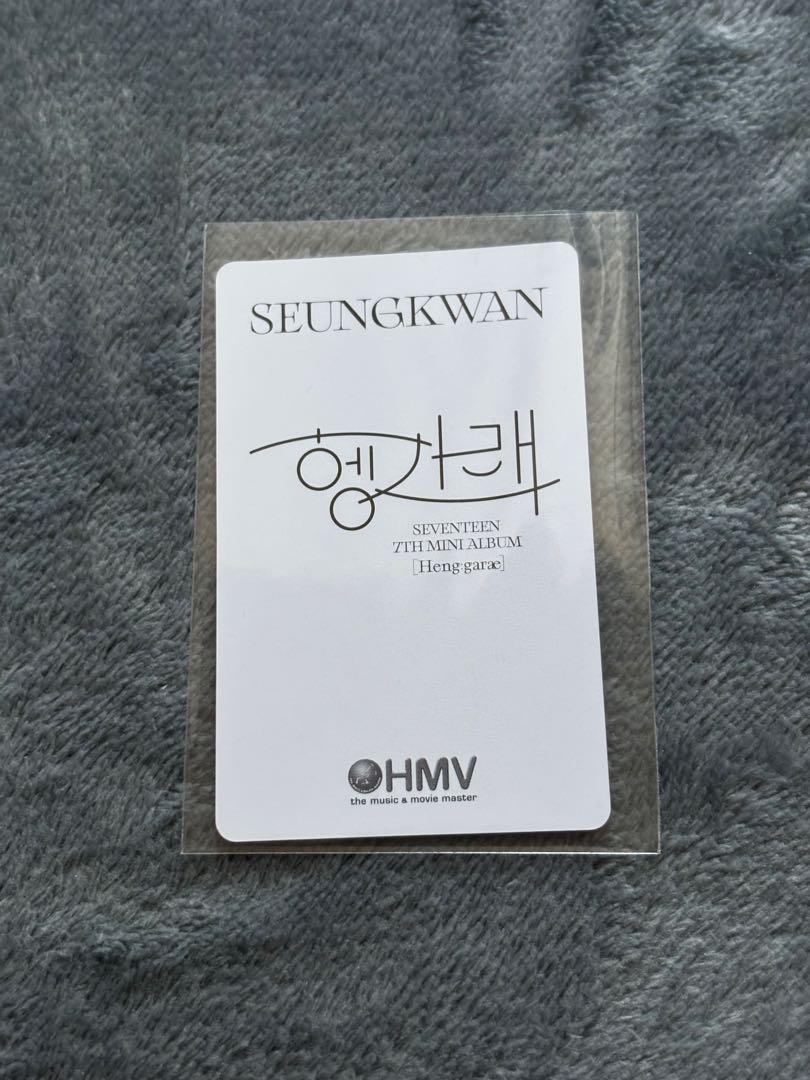 SEUNGKWAN
헹가래
SEVENTEEN
7TH MINI ALBUM
[Heng:garæ]
HMV
the music & movie master